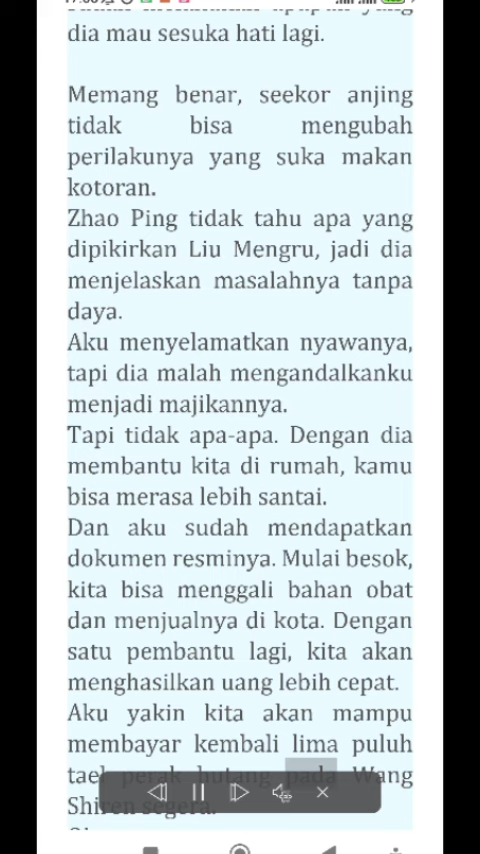 dia mau sesuka hati lagi.
Memang benar, seekor anjing
tidak bisa mengubah
perilakunya yang suka makan
kotoran.
Zhao Ping tidak tahu apa yang
dipikirkan Liu Mengru, jadi dia
menjelaskan masalahnya tanpa
daya.
Aku menyelamatkan nyawanya,
tapi dia malah mengandalkanku
menjadi majikannya.
Tapi tidak apa-apa. Dengan dia
membantu kita di rumah, kamu
bisa merasa lebih santai.
Dan aku sudah mendapatkan
dokumen resminya. Mulai besok,
kita bisa menggali bahan obat
dan menjualnya di kota. Dengan
satu pembantu lagi, kita akan
menghasilkan uang lebih cepat.
Aku yakin kita akan mampu
membayar kembali lima puluh
tael perak hutang pada Wang
Shiren segera.